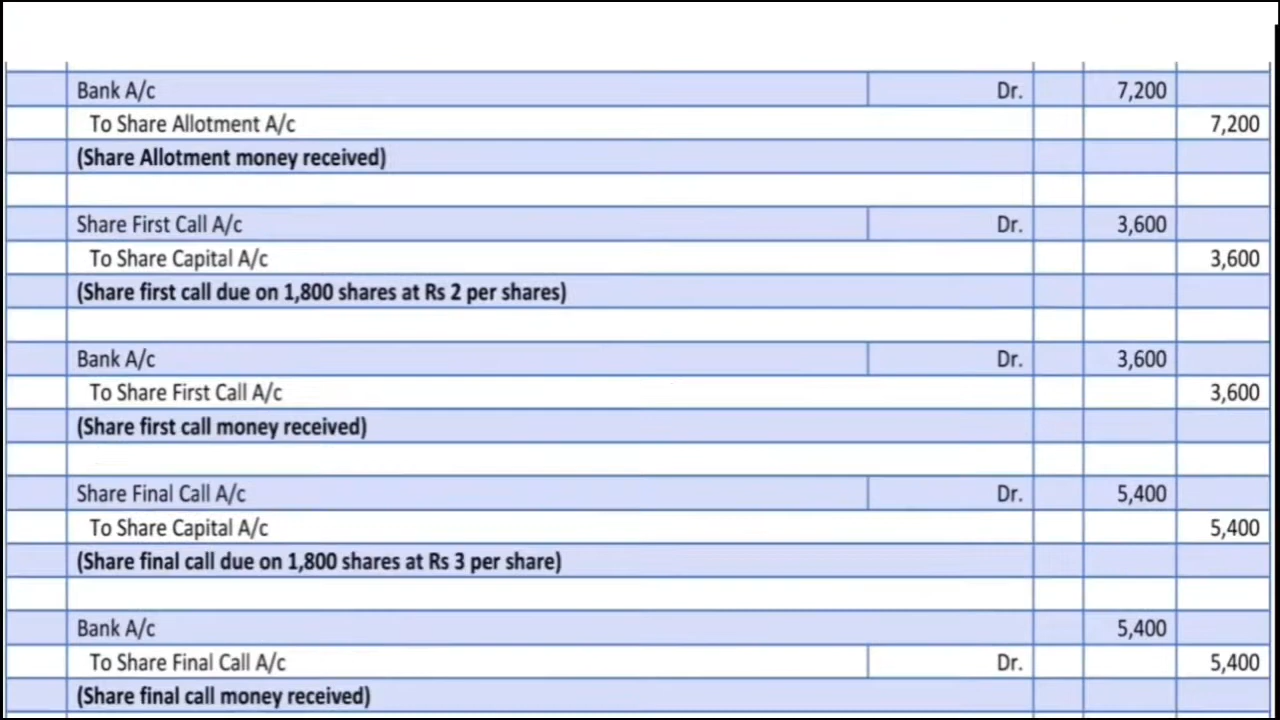 Bank A/c Dr. 7,200
To Share Allotment A/c 7,200
(Share Allotment money received)
Share First Call A/c Dr. 3,600
To Share Capital A/c 3,600
(Share first call due on 1,800 shares at Rs 2 per shares)
Bank A/c Dr. 3,600
To Share First Call A/c 3,600
(Share first call money received)
Share Final Call A/c Dr. 5,400
To Share Capital A/c 5,400
(Share final call due on 1,800 shares at Rs 3 per share)
Bank A/c 5,400
To Share Final Call A/c Dr. 5,400
(Share final call money received)